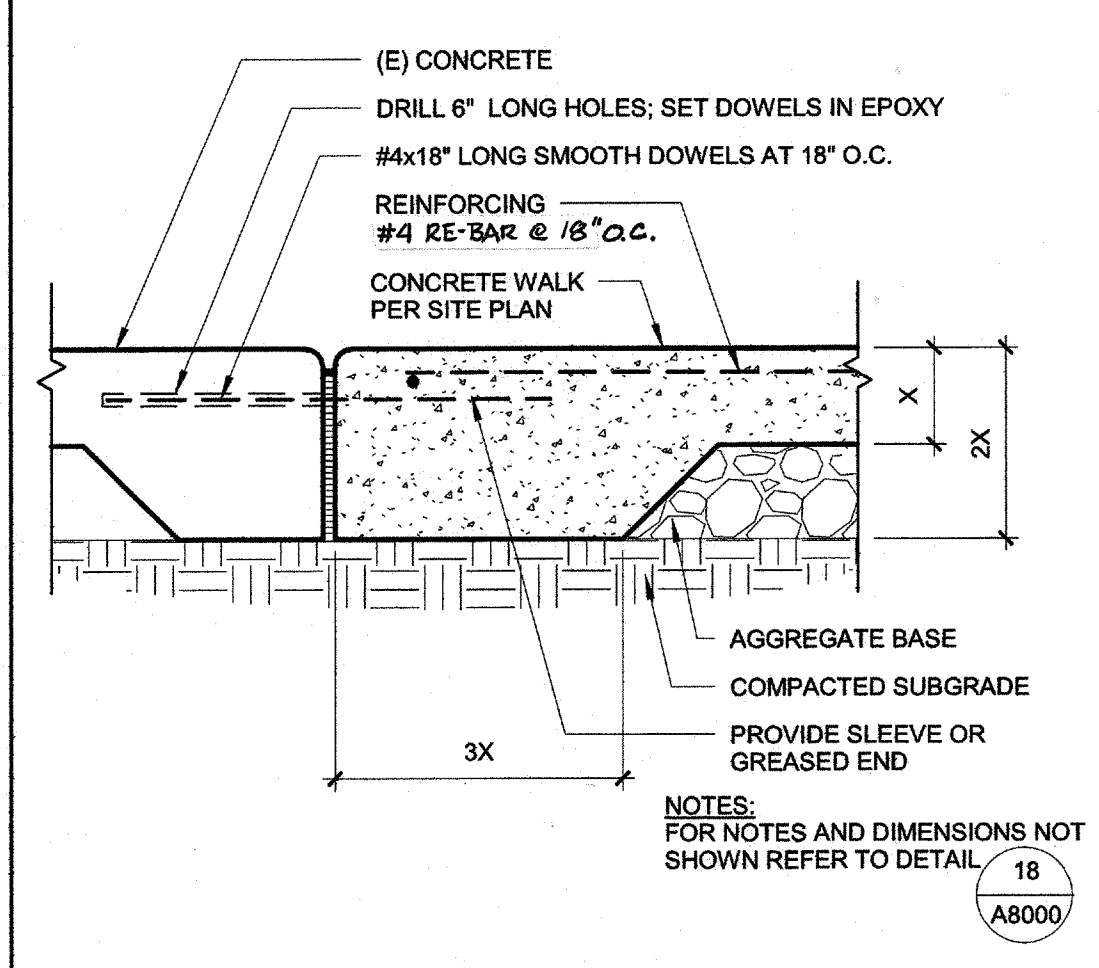 (E) CONCRETE
DRILL 6" LONG HOLES; SET DOWELS IN EPOXY
#4x18" LONG SMOOTH DOWELS AT 18" O.C.
REINFORCING
#4 RE-BAR @ 18" O.C.
CONCRETE WALK
PER SITE PLAN
X
2X
3X
AGGREGATE BASE
COMPACTED SUBGRADE
PROVIDE SLEEVE OR
GREASED END
NOTES:
FOR NOTES AND DIMENSIONS NOT
SHOWN REFER TO DETAIL
18
A8000